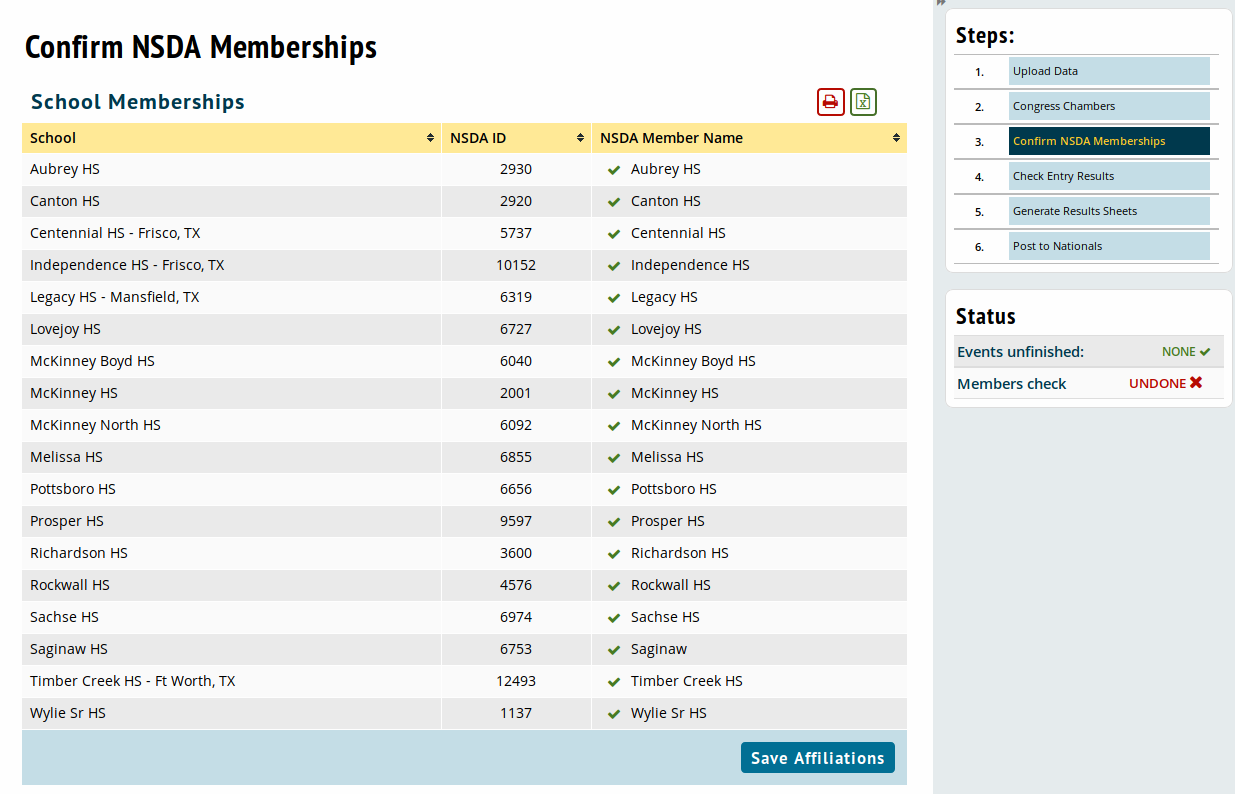 Confirm NSDA Memberships
School Memberships
School NSDA ID NSDA Member Name
Aubrey HS 2930 Aubrey HS
Canton HS 2920 Canton HS
Centennial HS - Frisco, TX 5737 Centennial HS
Independence HS - Frisco, TX 10152 Independence HS
Legacy HS - Mansfield, TX 6319 Legacy HS
Lovejoy HS 6727 Lovejoy HS
McKinney Boyd HS 6040 McKinney Boyd HS
McKinney HS 2001 McKinney HS
McKinney North HS 6092 McKinney North HS
Melissa HS 6855 Melissa HS
Pottsboro HS 6656 Pottsboro HS
Prosper HS 9597 Prosper HS
Richardson HS 3600 Richardson HS
Rockwall HS 4576 Rockwall HS
Sachse HS 6974 Sachse HS
Saginaw HS 6753 Saginaw
Timber Creek HS - Ft Worth, TX 12493 Timber Creek HS
Wylie Sr HS 1137 Wylie Sr HS
Save Affiliations
Steps:
1. Upload Data
2. Congress Chambers
3. Confirm NSDA Memberships
4. Check Entry Results
5. Generate Results Sheets
6. Post to Nationals
Status
Events unfinished: NONE
Members check UNDONE